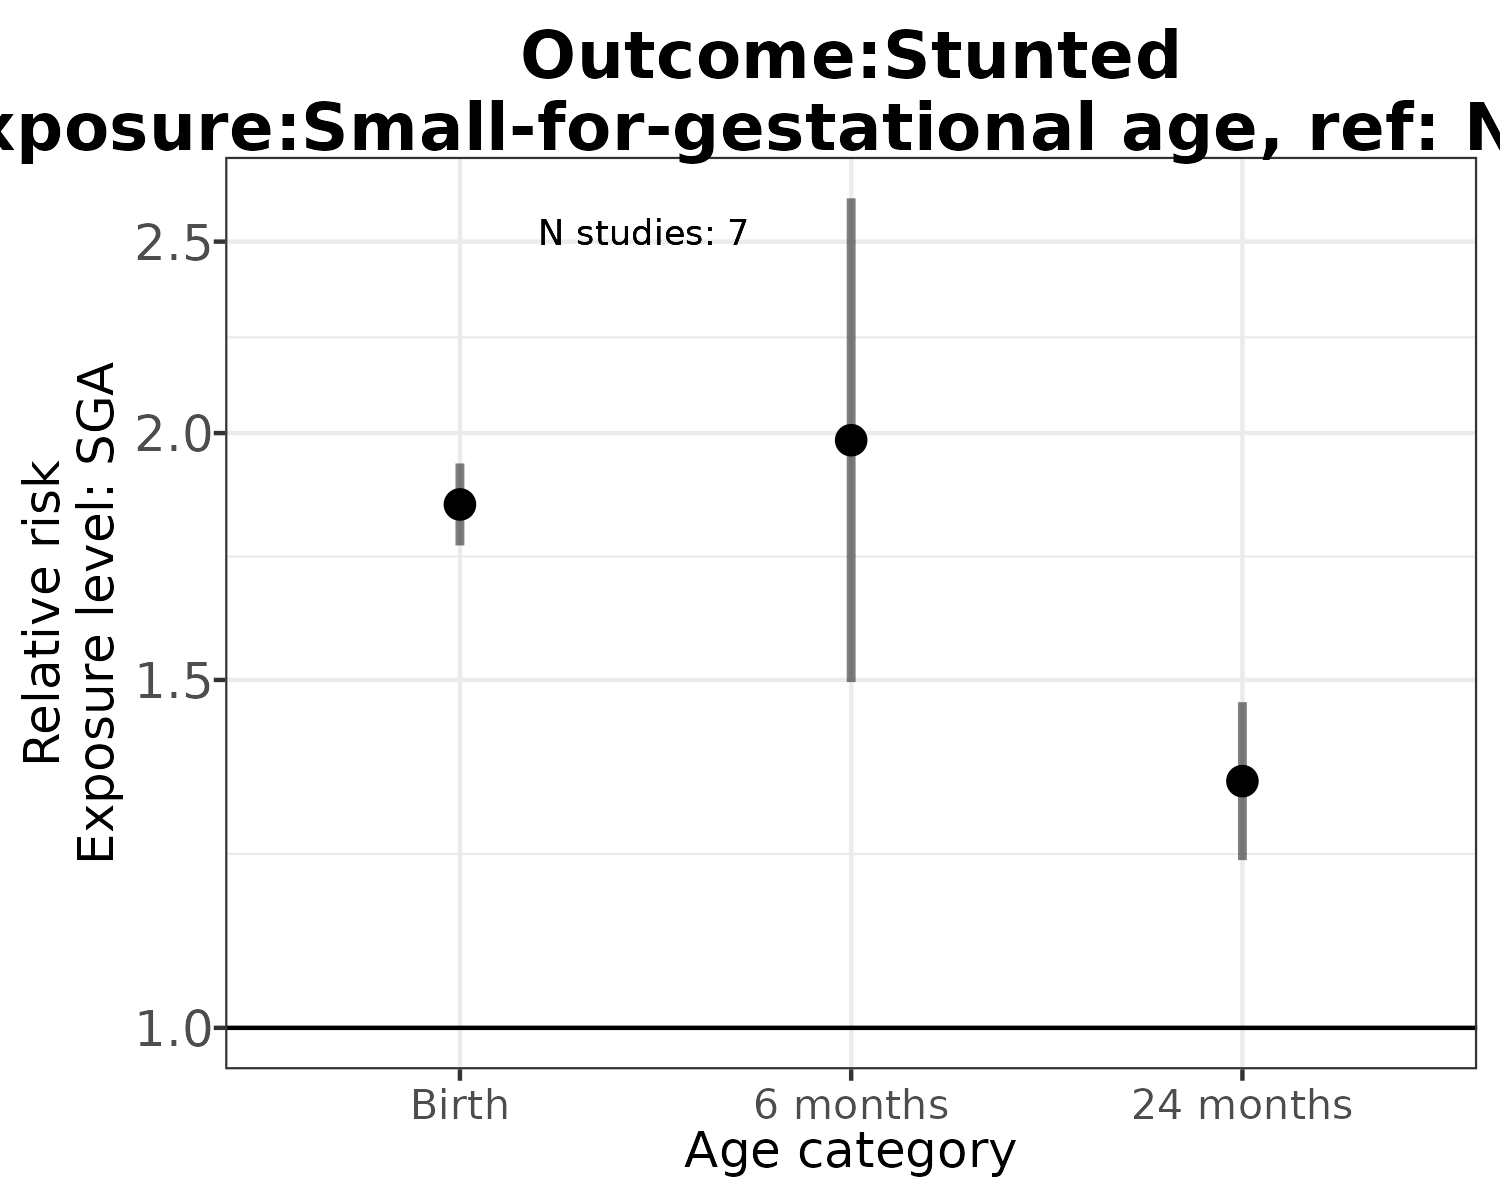 Outcome:Stunted
xposure:Small-for-gestational age, ref: N
N studies: 7
2.5
2.0
1.5
1.0
Relative risk
Exposure level: SGA
Birth
6 months
24 months
Age category